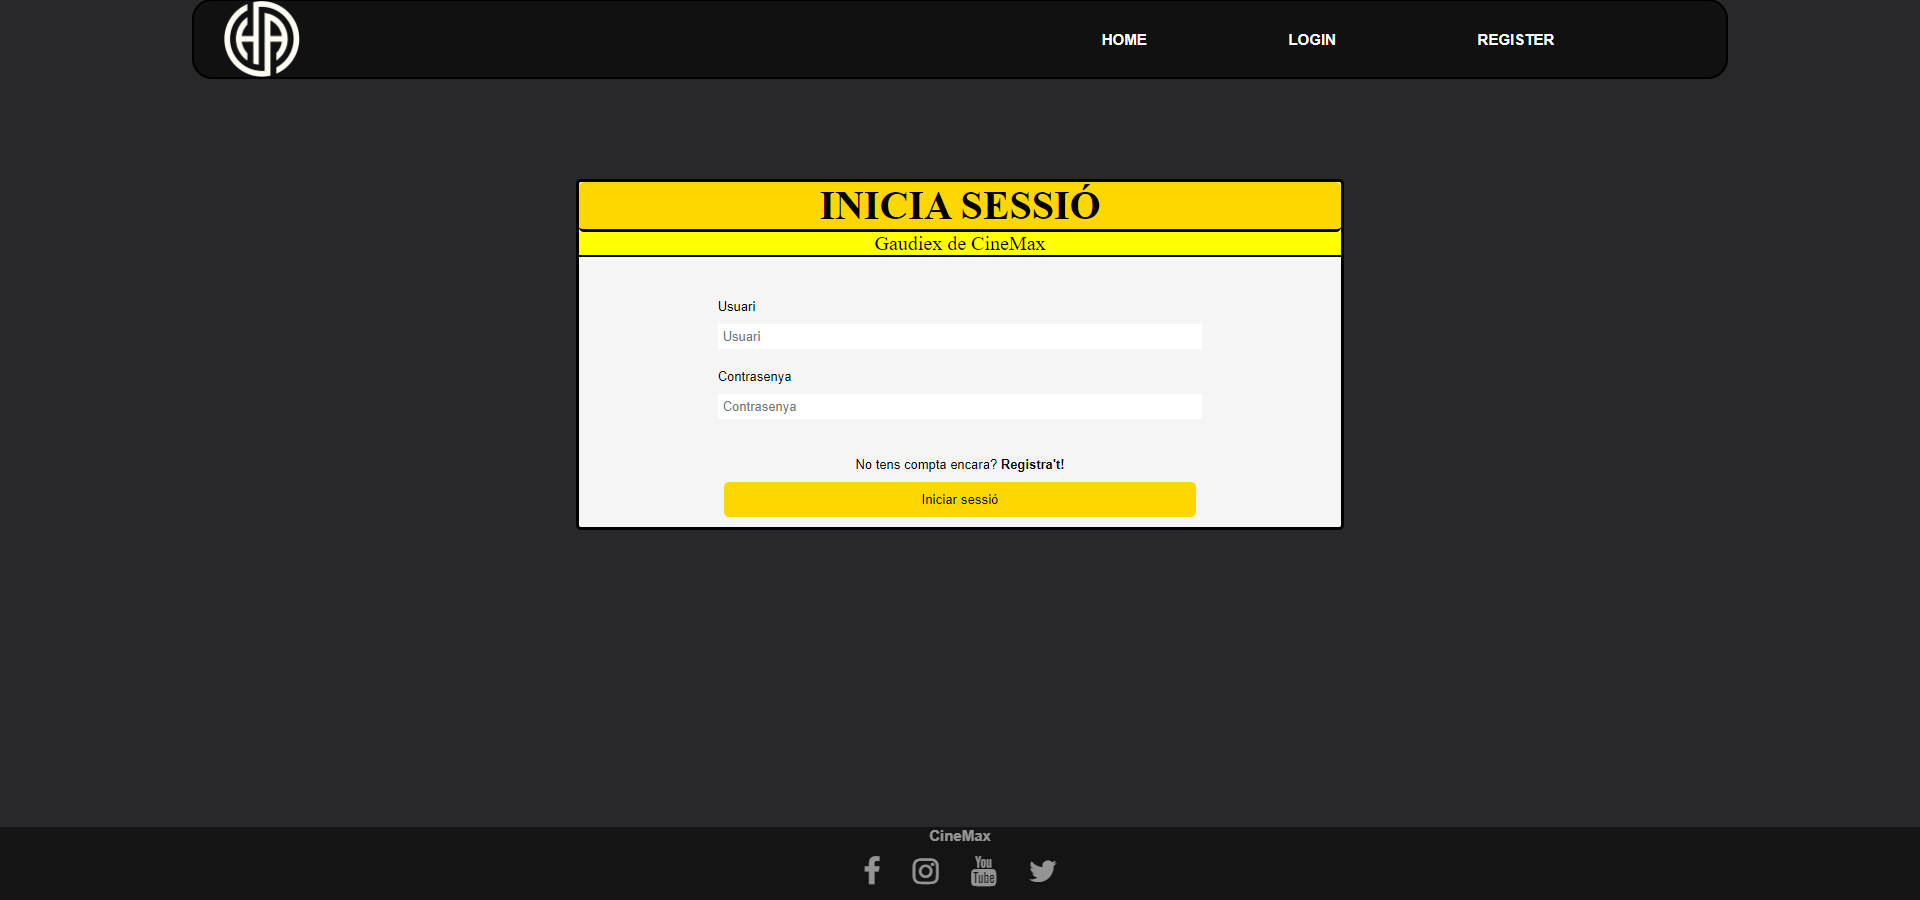 HA
HOME LOGIN REGISTER
INICIA SESSIÓ
Gaudiex de CineMax
Usuari
Usuari
Contrasenya
Contrasenya
No tens compta encara? Registra't!
Iniciar sessió
CineMax
You
Tube